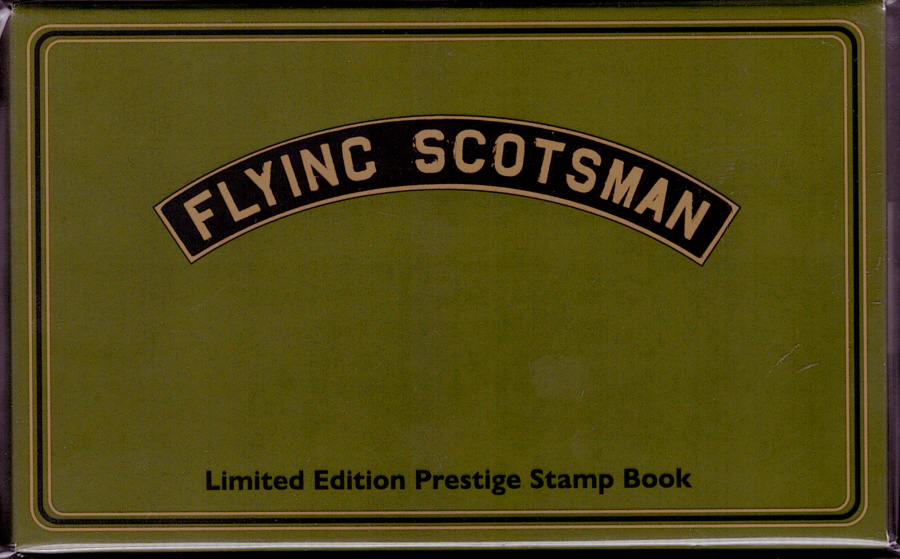 FLYING SCOTSMAN
Limited Edition Prestige Stamp Book